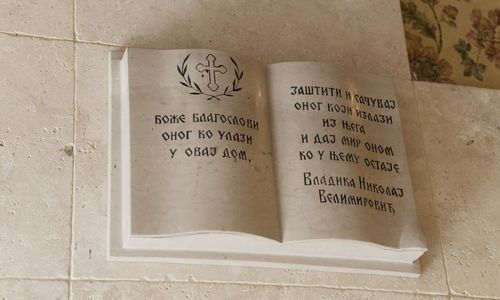 БОЖЕ БЛАГОСЛОВИ
ОНОГ КО УЛАЗИ
У ОВАЈ ДОМ,
ЗАШТИТИ И САЧУВАЈ
ОНОГ КОЈИ ИЗЛАЗИ
ИЗ ЊЕГА
И ДАЈ МИР ОНОМ
КО У ЊЕМУ ОСТАЈЕ
ВЛАДИКА НИКОЛАЈ
ВЕЛИМИРОВИЋ